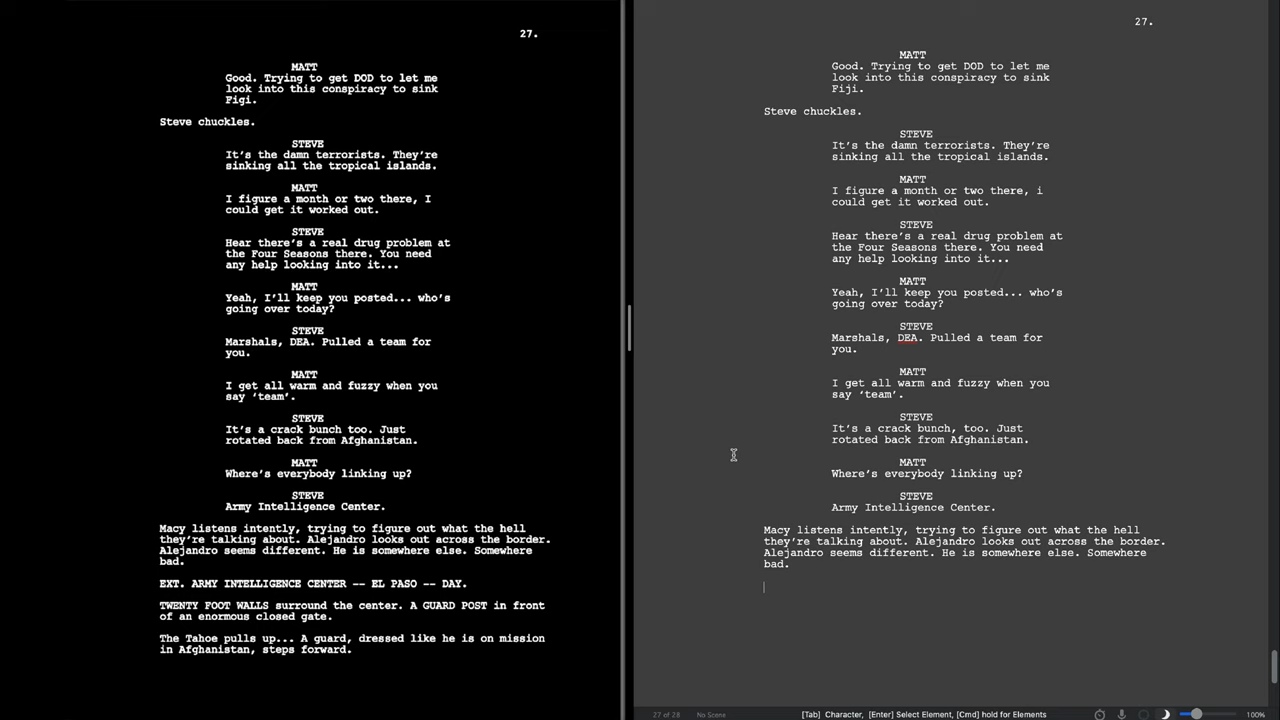 27.
MATT
Good. Trying to get DOD to let me
look into this conspiracy to sink
Figi.
Steve chuckles.
STEVE
It's the damn terrorists. They're
sinking all the tropical islands.
MATT
I figure a month or two there, I
could get it worked out.
STEVE
Hear there's a real drug problem at
the Four Seasons there. You need
any help looking into it...
MATT
Yeah, I'll keep you posted... who's
going over today?
STEVE
Marshals, DEA. Pulled a team for
you.
MATT
I get all warm and fuzzy when you
say ‘team’.
STEVE
It's a crack bunch too. Just
rotated back from Afghanistan.
MATT
Where's everybody linking up?
STEVE
Army Intelligence Center.
Macy listens intently, trying to figure out what the hell
they're talking about. Alejandro looks out across the border.
Alejandro seems different. He is somewhere else. Somewhere
bad.
EXT. ARMY INTELLIGENCE CENTER -- EL PASO -- DAY.
TWENTY FOOT WALLS surround the center. A GUARD POST in front
of an enormous closed gate.
The Tahoe pulls up... A guard, dressed like he is on mission
in Afghanistan, steps forward.
27.
MATT
Good. Trying to get DOD to let me
look into this conspiracy to sink
Fiji.
Steve chuckles.
STEVE
It's the damn terrorists. They're
sinking all the tropical islands.
MATT
I figure a month or two there, i
could get it worked out.
STEVE
Hear there's a real drug problem at
the Four Seasons there. You need
any help looking into it...
MATT
Yeah, I'll keep you posted... who's
going over today?
STEVE
Marshals, DEA. Pulled a team for
you.
MATT
I get all warm and fuzzy when you
say ‘team’.
STEVE
It's a crack bunch, too. Just
rotated back from Afghanistan.
MATT
Where's everybody linking up?
STEVE
Army Intelligence Center.
Macy listens intently, trying to figure out what the hell
they're talking about. Alejandro looks out across the border.
Alejandro seems different. He is somewhere else. Somewhere
bad.
27 of 28 No Scene [Tab] Character, [Enter] Select Element, [Cmd] hold for Elements 100%